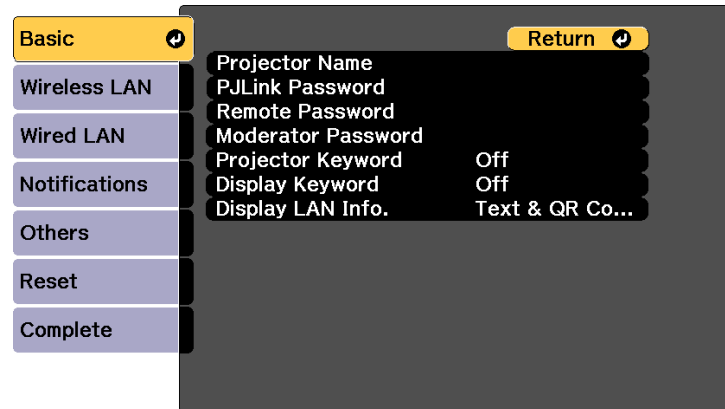 Basic
Wireless LAN
Wired LAN
Notifications
Others
Reset
Complete
Return
Projector Name
PJLink Password
Remote Password
Moderator Password
Projector Keyword Off
Display Keyword Off
Display LAN Info. Text & QR Co...